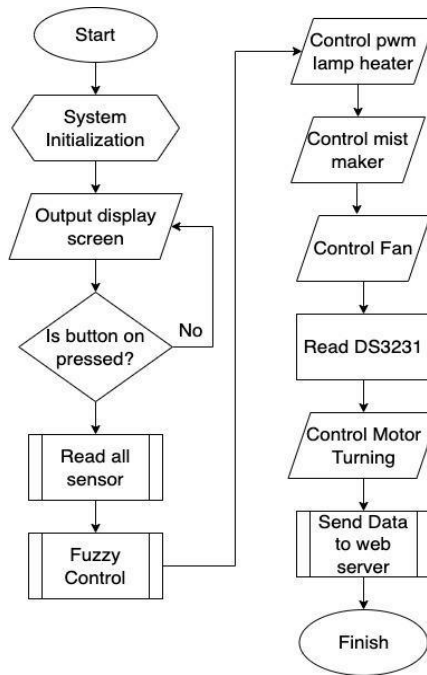 Start
System
Initialization
Output display
screen
Is button on
pressed?
No
Read all
sensor
Fuzzy
Control
Control pwm
lamp heater
Control mist
maker
Control Fan
Read DS3231
Control Motor
Turning
Send Data
to web
server
Finish